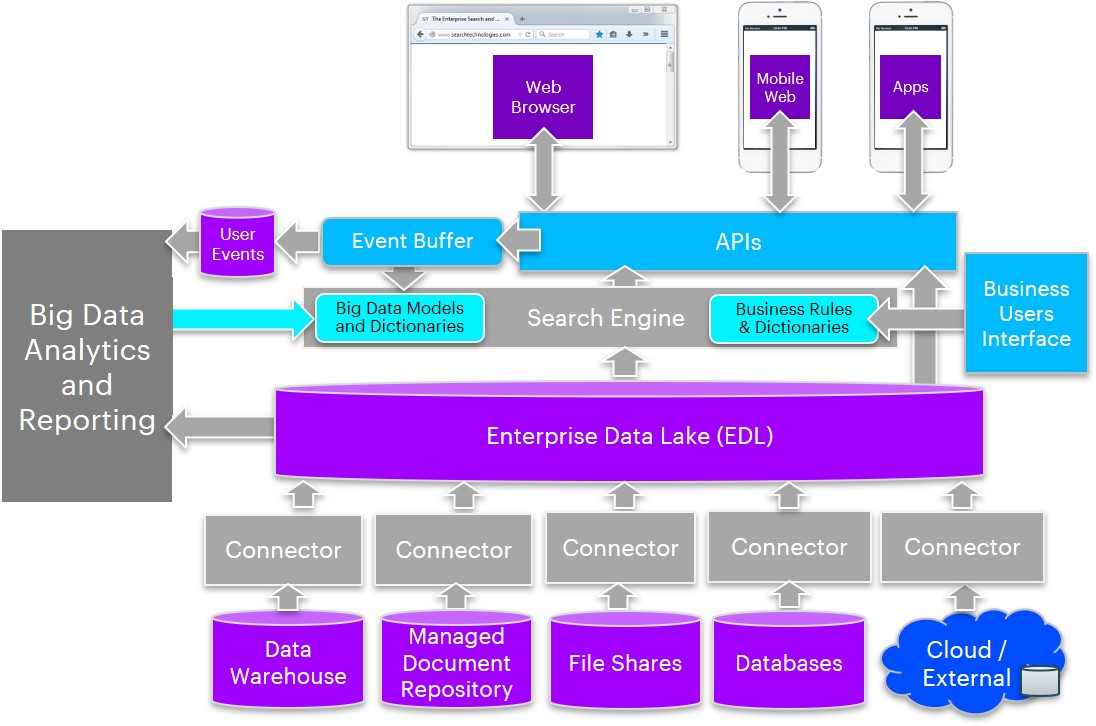 ST The Enterprise Search and ...
www.searchtechnologies.com
Search
Web
Browser
Mobile
Web
Apps
User
Events
Event Buffer
APIs
Big Data
Analytics
and
Reporting
Big Data Models
and Dictionaries
Search Engine
Business Rules
& Dictionaries
Business
Users
Interface
Enterprise Data Lake (EDL)
Connector
Connector
Connector
Connector
Connector
Data
Warehouse
Managed
Document
Repository
File Shares
Databases
Cloud /
External